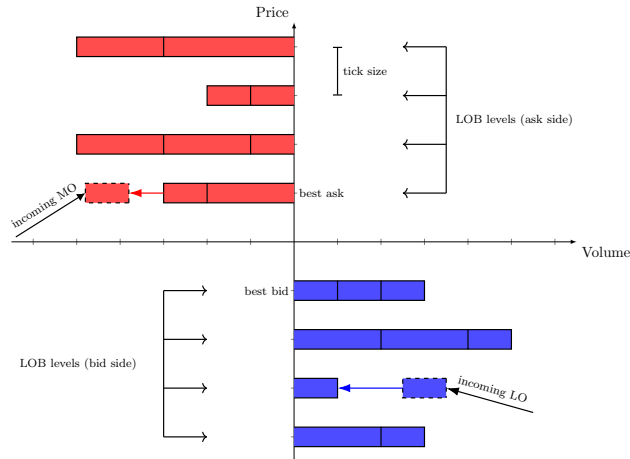 Price
tick size
LOB levels (ask side)
incoming MO
best ask
Volume
best bid
LOB levels (bid side)
incoming LO